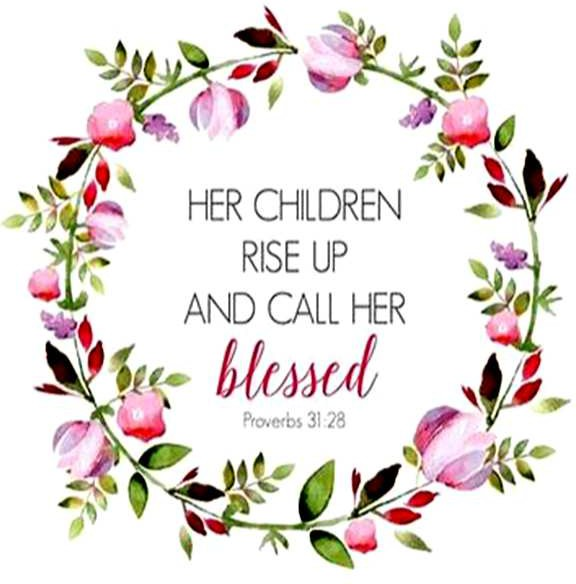 HER CHILDREN
RISE UP
AND CALL HER
blessed
Proverbs 31:28